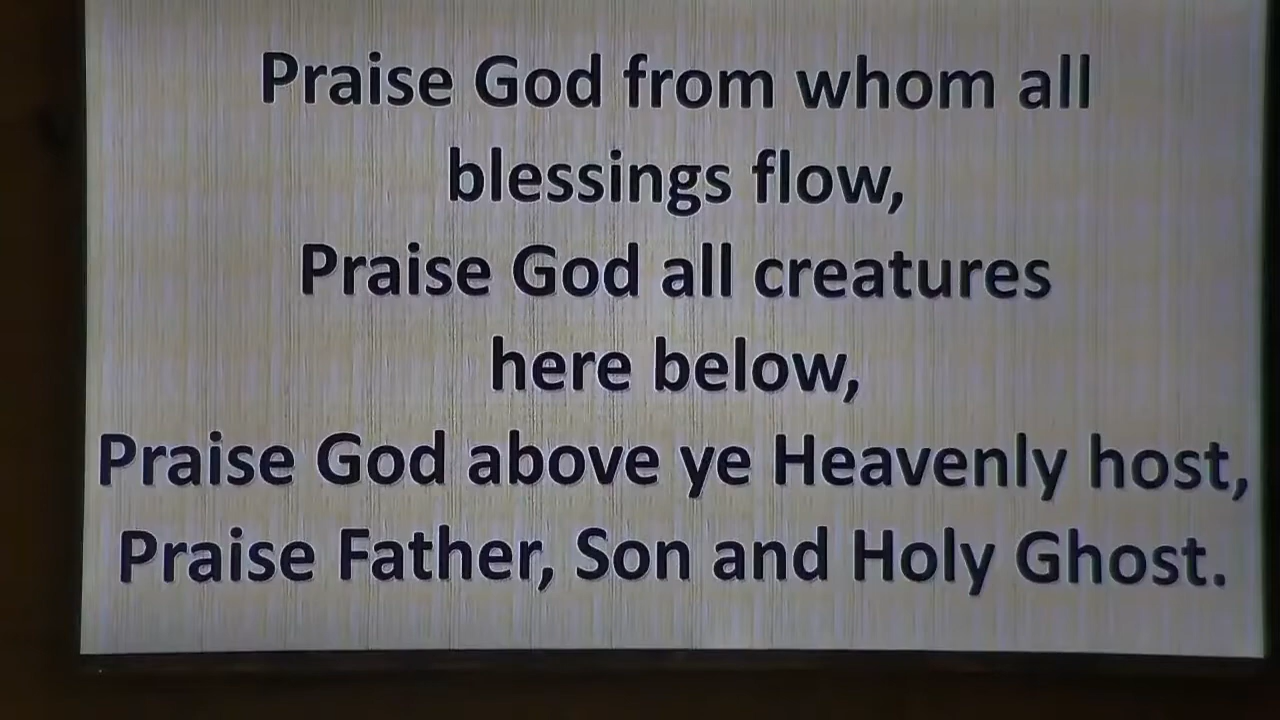 Praise God from whom all
blessings flow,
Praise God all creatures
here below,
Praise God above ye Heavenly host,
Praise Father, Son and Holy Ghost.